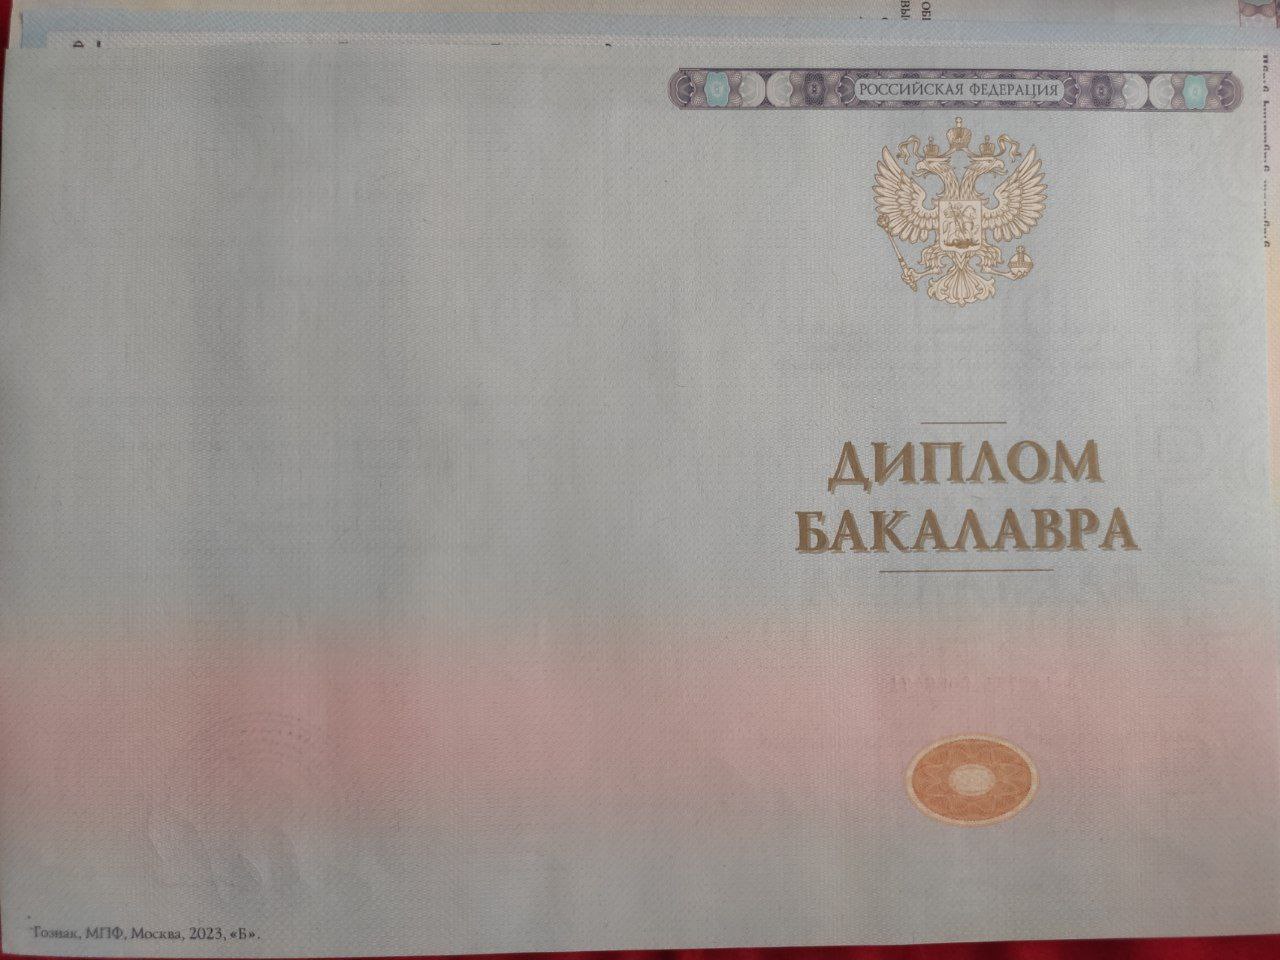 РОССИЙСКАЯ ФЕДЕРАЦИЯ
ДИПЛОМ
БАКАЛАВРА
Гознак, МПФ, Москва, 2023, «Б».